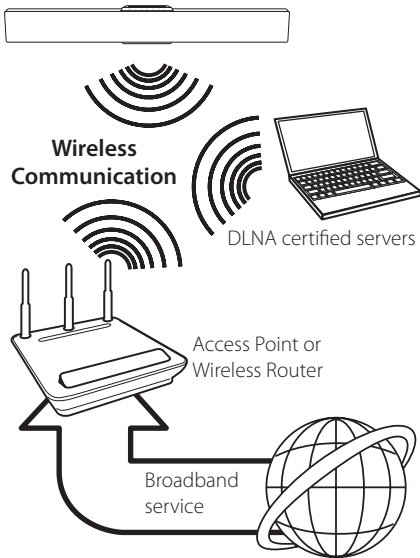 Wireless
Communication
DLNA certified servers
Access Point or
Wireless Router
Broadband
service